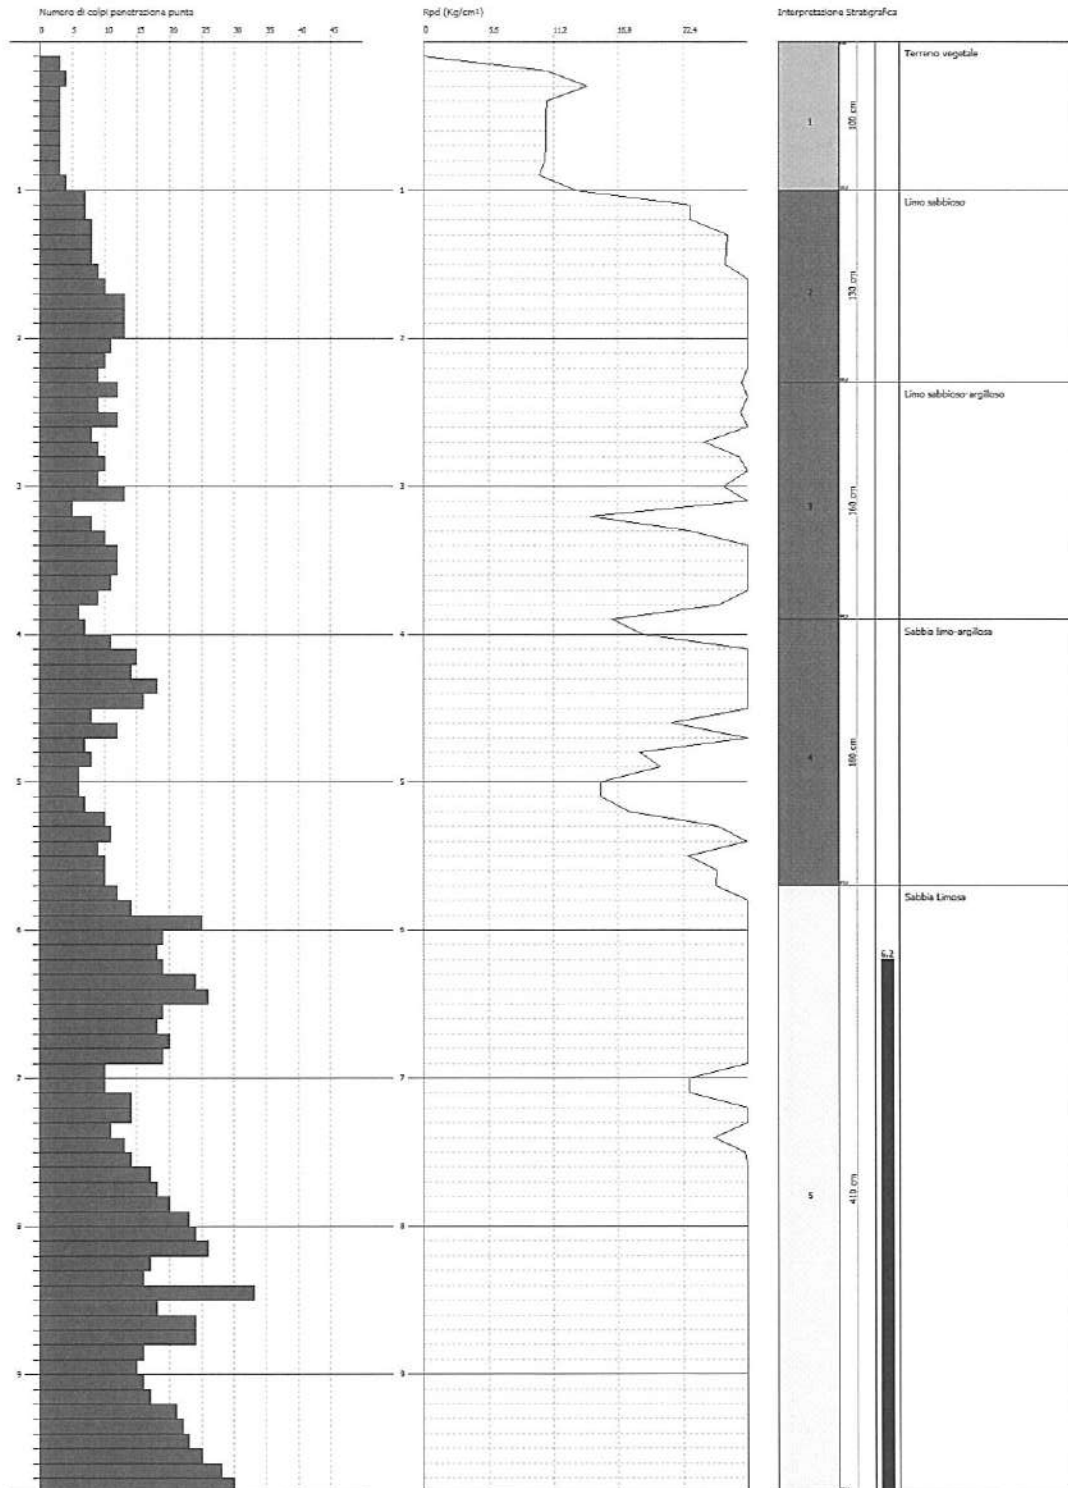 Numero di colpi penetrazione punta
0 5 10 15 20 25 30 35 40 45
Rpd (Kg/cm²)
0 5,6 11,2 16,8 22,4
Interpretazione Stratigrafica
Terreno vegetale
1
100 cm
1 1
Limo sabbioso
2
130 cm
2 2
Limo sabbioso-argilloso
3 3
3
160 cm
Sabbia limo-argillosa
4 4
4
180 cm
5 5
Sabbia Limosa
6 6
6.2
7 7
5
410 cm
8 8
9 9